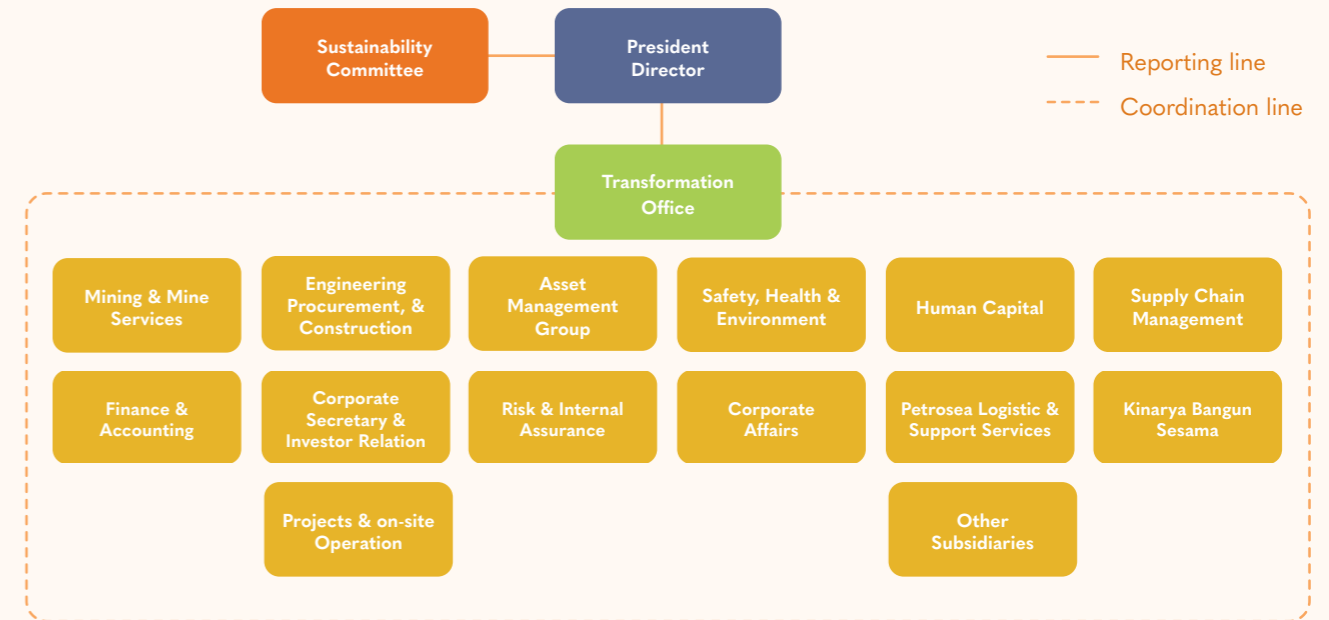 Sustainability
Committee
President
Director
Reporting line
Coordination line
Transformation
Office
Mining & Mine
Services
Engineering
Procurement, &
Construction
Asset
Management
Group
Safety, Health &
Environment
Human Capital
Supply Chain
Management
Finance &
Accounting
Corporate
Secretary &
Investor Relation
Risk & Internal
Assurance
Corporate
Affairs
Petrosea Logistic &
Support Services
Kinarya Bangun
Sesama
Projects & on-site
Operation
Other
Subsidiaries